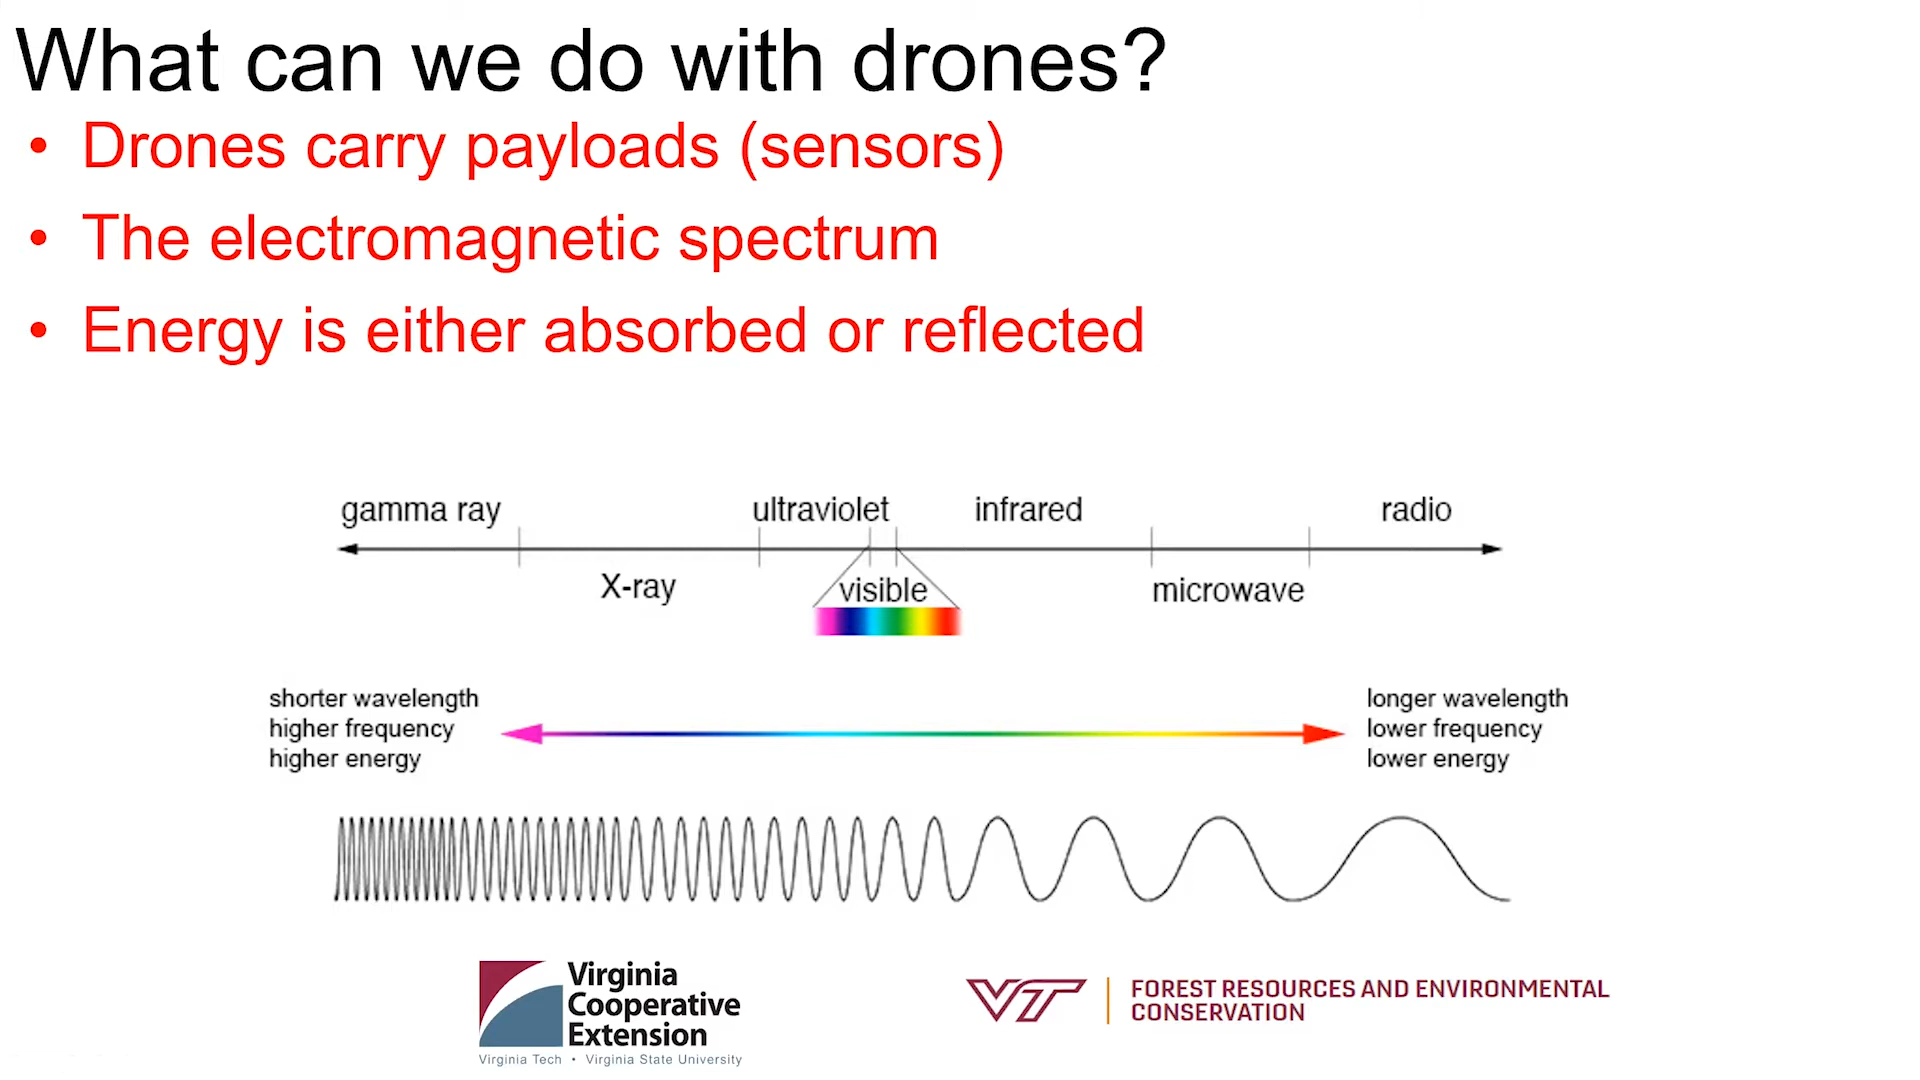 What can we do with drones?
• Drones carry payloads (sensors)
• The electromagnetic spectrum
• Energy is either absorbed or reflected
gamma ray
ultraviolet
infrared
radio
X-ray
visible
microwave
shorter wavelength
higher frequency
higher energy
longer wavelength
lower frequency
lower energy
Virginia
Cooperative
Extension
Virginia Tech • Virginia State University
VT
FOREST RESOURCES AND ENVIRONMENTAL
CONSERVATION